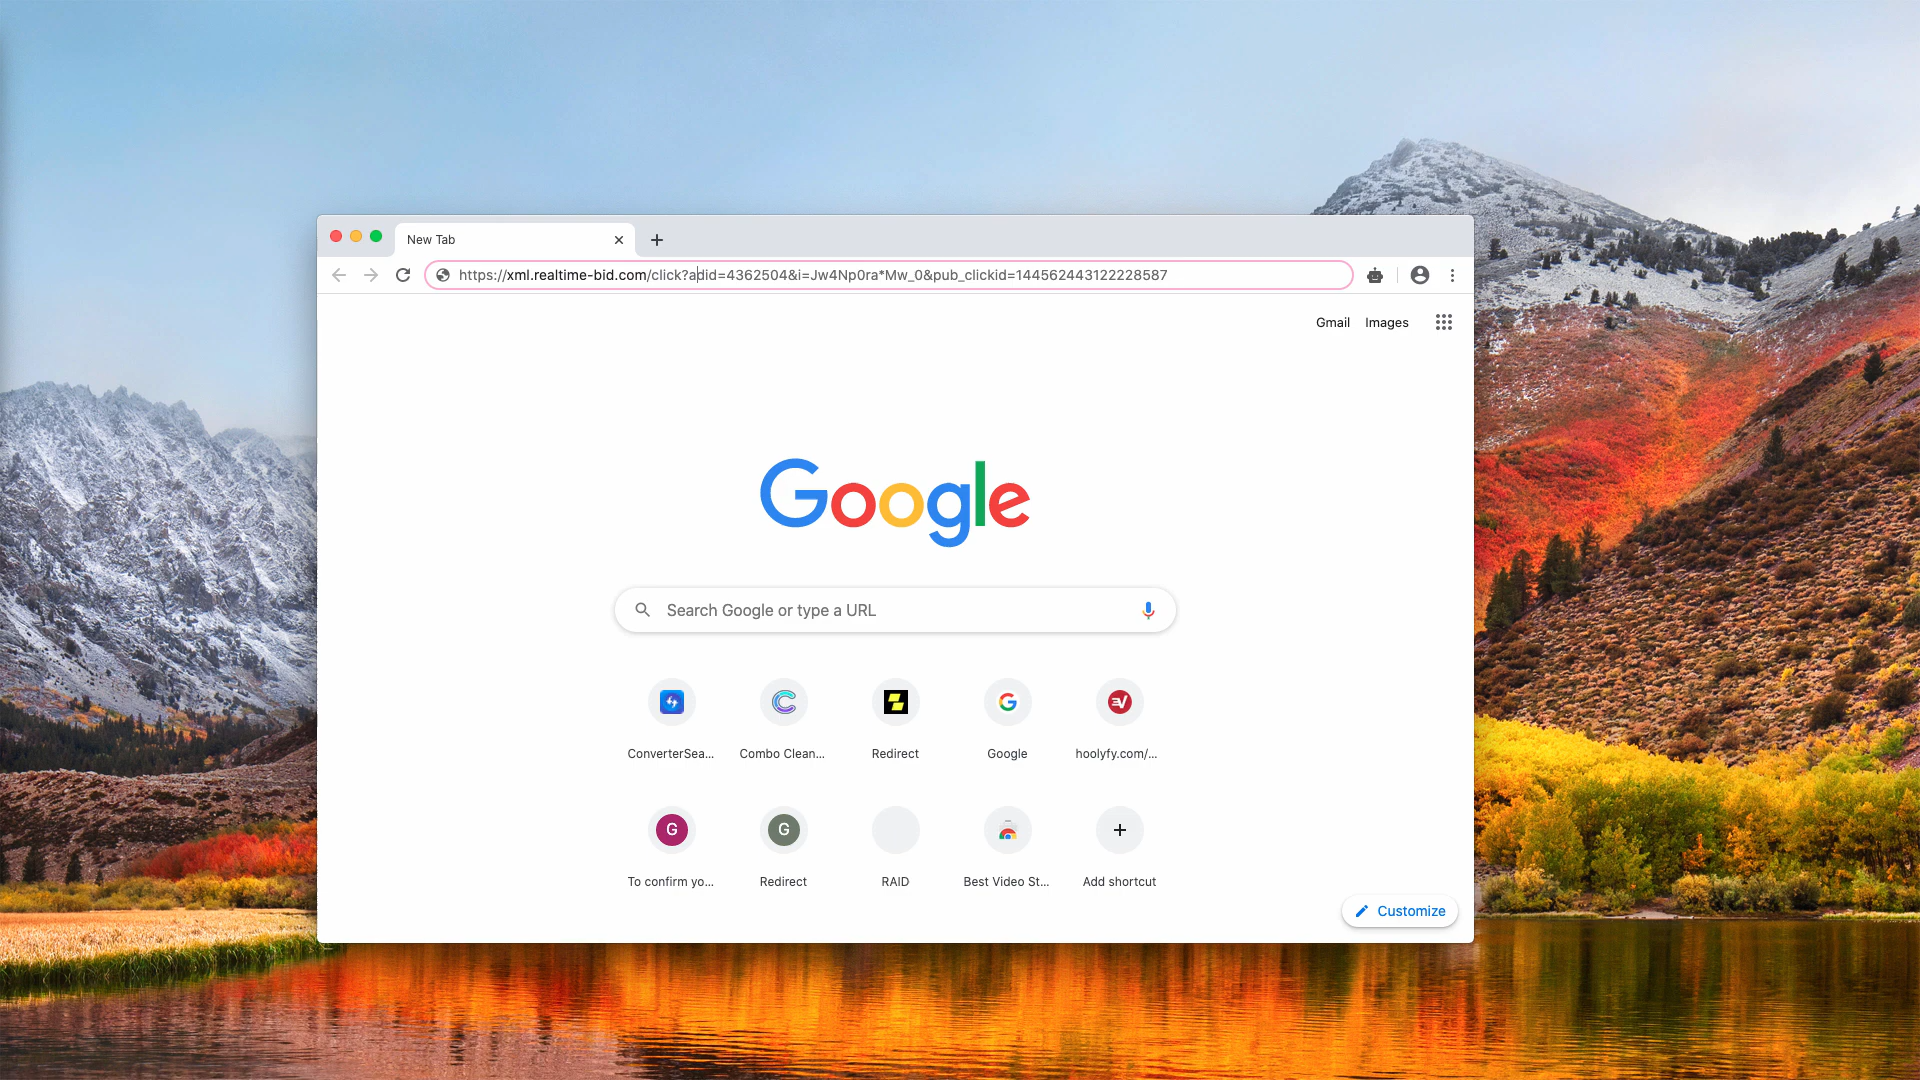 New Tab
https://xml.realtime-bid.com/click?adid=4362504&i=Jw4Np0ra*Mw_0&pub_clickid=144562443122228587
Gmail Images
Google
Search Google or type a URL
ConverterSea... Combo Clean... Redirect Google hoolyfy.com/...
G G
To confirm yo... Redirect RAID Best Video St... Add shortcut
Customize